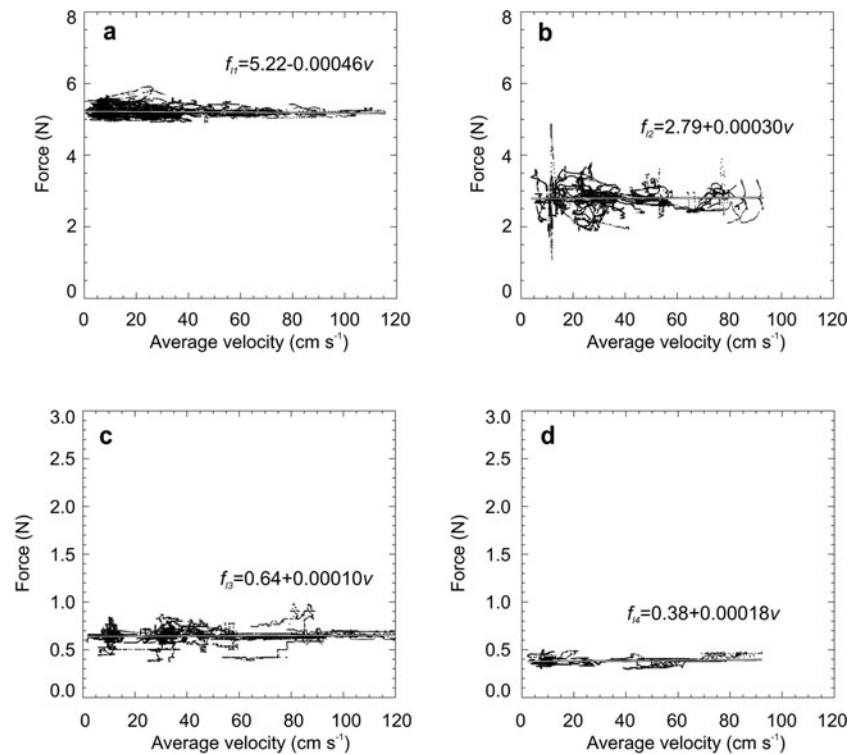 a
f_l1=5.22-0.00046v
Force (N)
8
6
4
2
0
0 20 40 60 80 100 120
Average velocity (cm s⁻¹)
b
f_l2=2.79+0.00030v
Force (N)
8
6
4
2
0
0 20 40 60 80 100 120
Average velocity (cm s⁻¹)
c
f_l3=0.64+0.00010v
Force (N)
3.0
2.5
2.0
1.5
1.0
0.5
0.0
0 20 40 60 80 100 120
Average velocity (cm s⁻¹)
d
f_l4=0.38+0.00018v
Force (N)
3.0
2.5
2.0
1.5
1.0
0.5
0.0
0 20 40 60 80 100 120
Average velocity (cm s⁻¹)